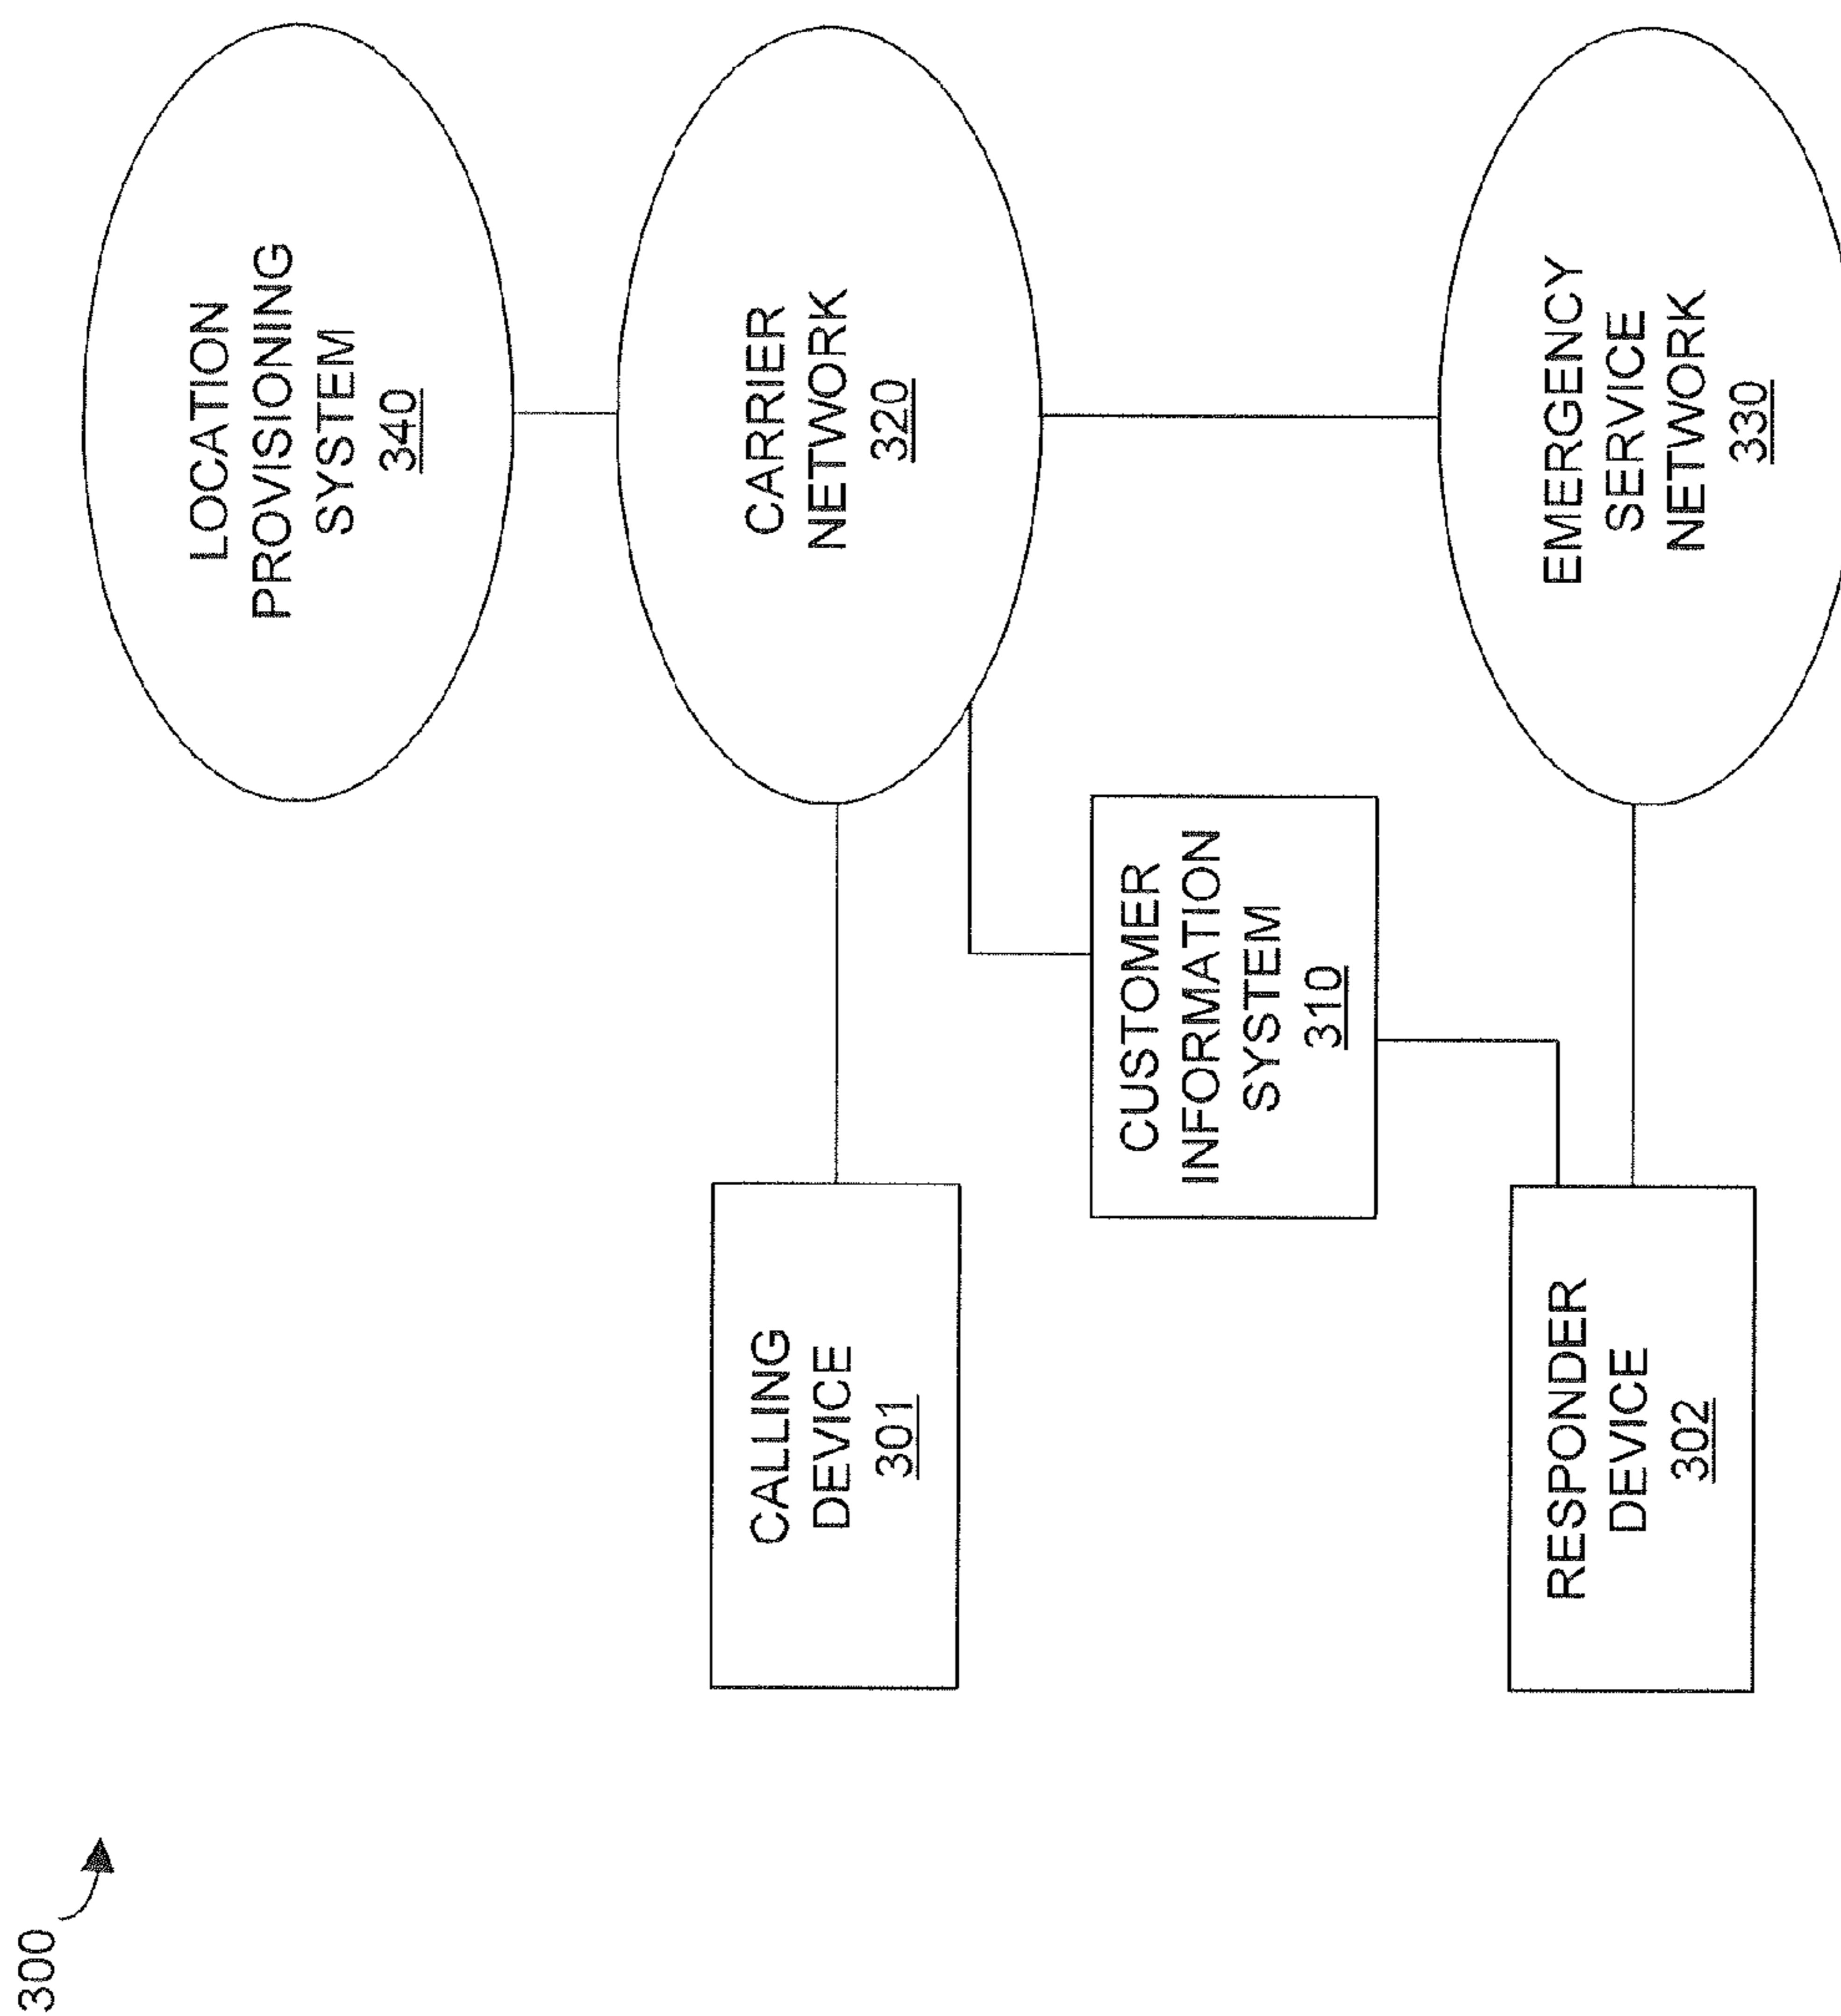 300
LOCATION
PROVISIONING
SYSTEM
340
CALLING
DEVICE
301
CARRIER
NETWORK
320
CUSTOMER
INFORMATION
SYSTEM
310
RESPONDER
DEVICE
302
EMERGENCY
SERVICE
NETWORK
330